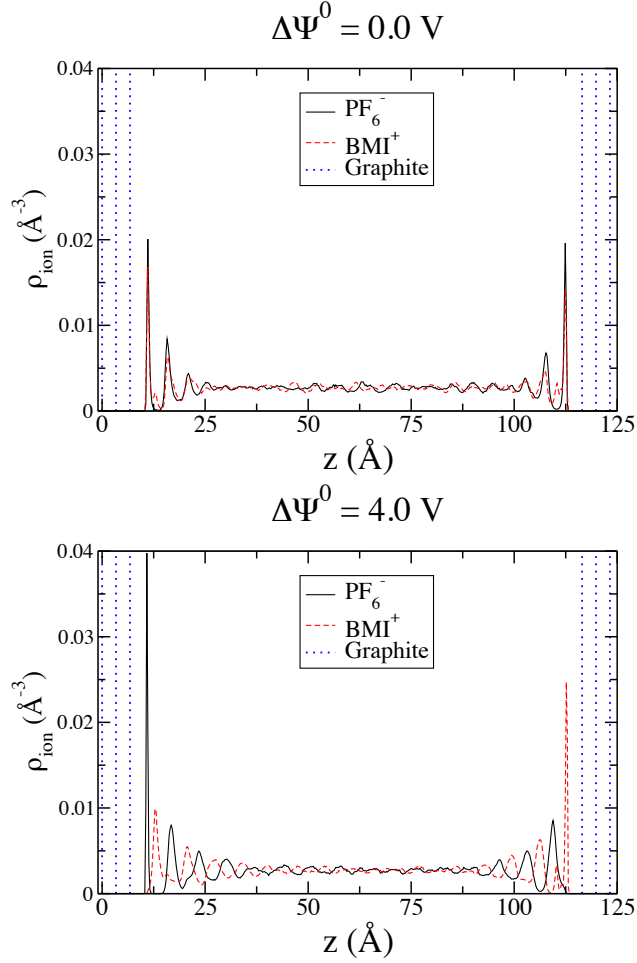 ΔΨ⁰ = 0.0 V
0.04
0.03
0.02
0.01
0
ρ_ion (Å⁻³)
PF₆⁻
BMI⁺
Graphite
0 25 50 75 100 125
z (Å)
ΔΨ⁰ = 4.0 V
0.04
0.03
0.02
0.01
0
ρ_ion (Å⁻³)
PF₆⁻
BMI⁺
Graphite
0 25 50 75 100 125
z (Å)